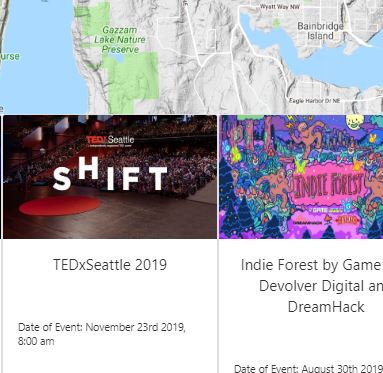 Wyatt Way NW
Gazzam
Lake Nature
Preserve
Bainbridge
Island
ourse
Eagle Harbor Dr NE
TEDxSeattle
SHIFT
INDIE FOREST
DREAMHACK
TEDxSeattle 2019
Date of Event: November 23rd 2019,
8:00 am
Indie Forest by Game
Devolver Digital an
DreamHack
Date of Event: August 30th 2019